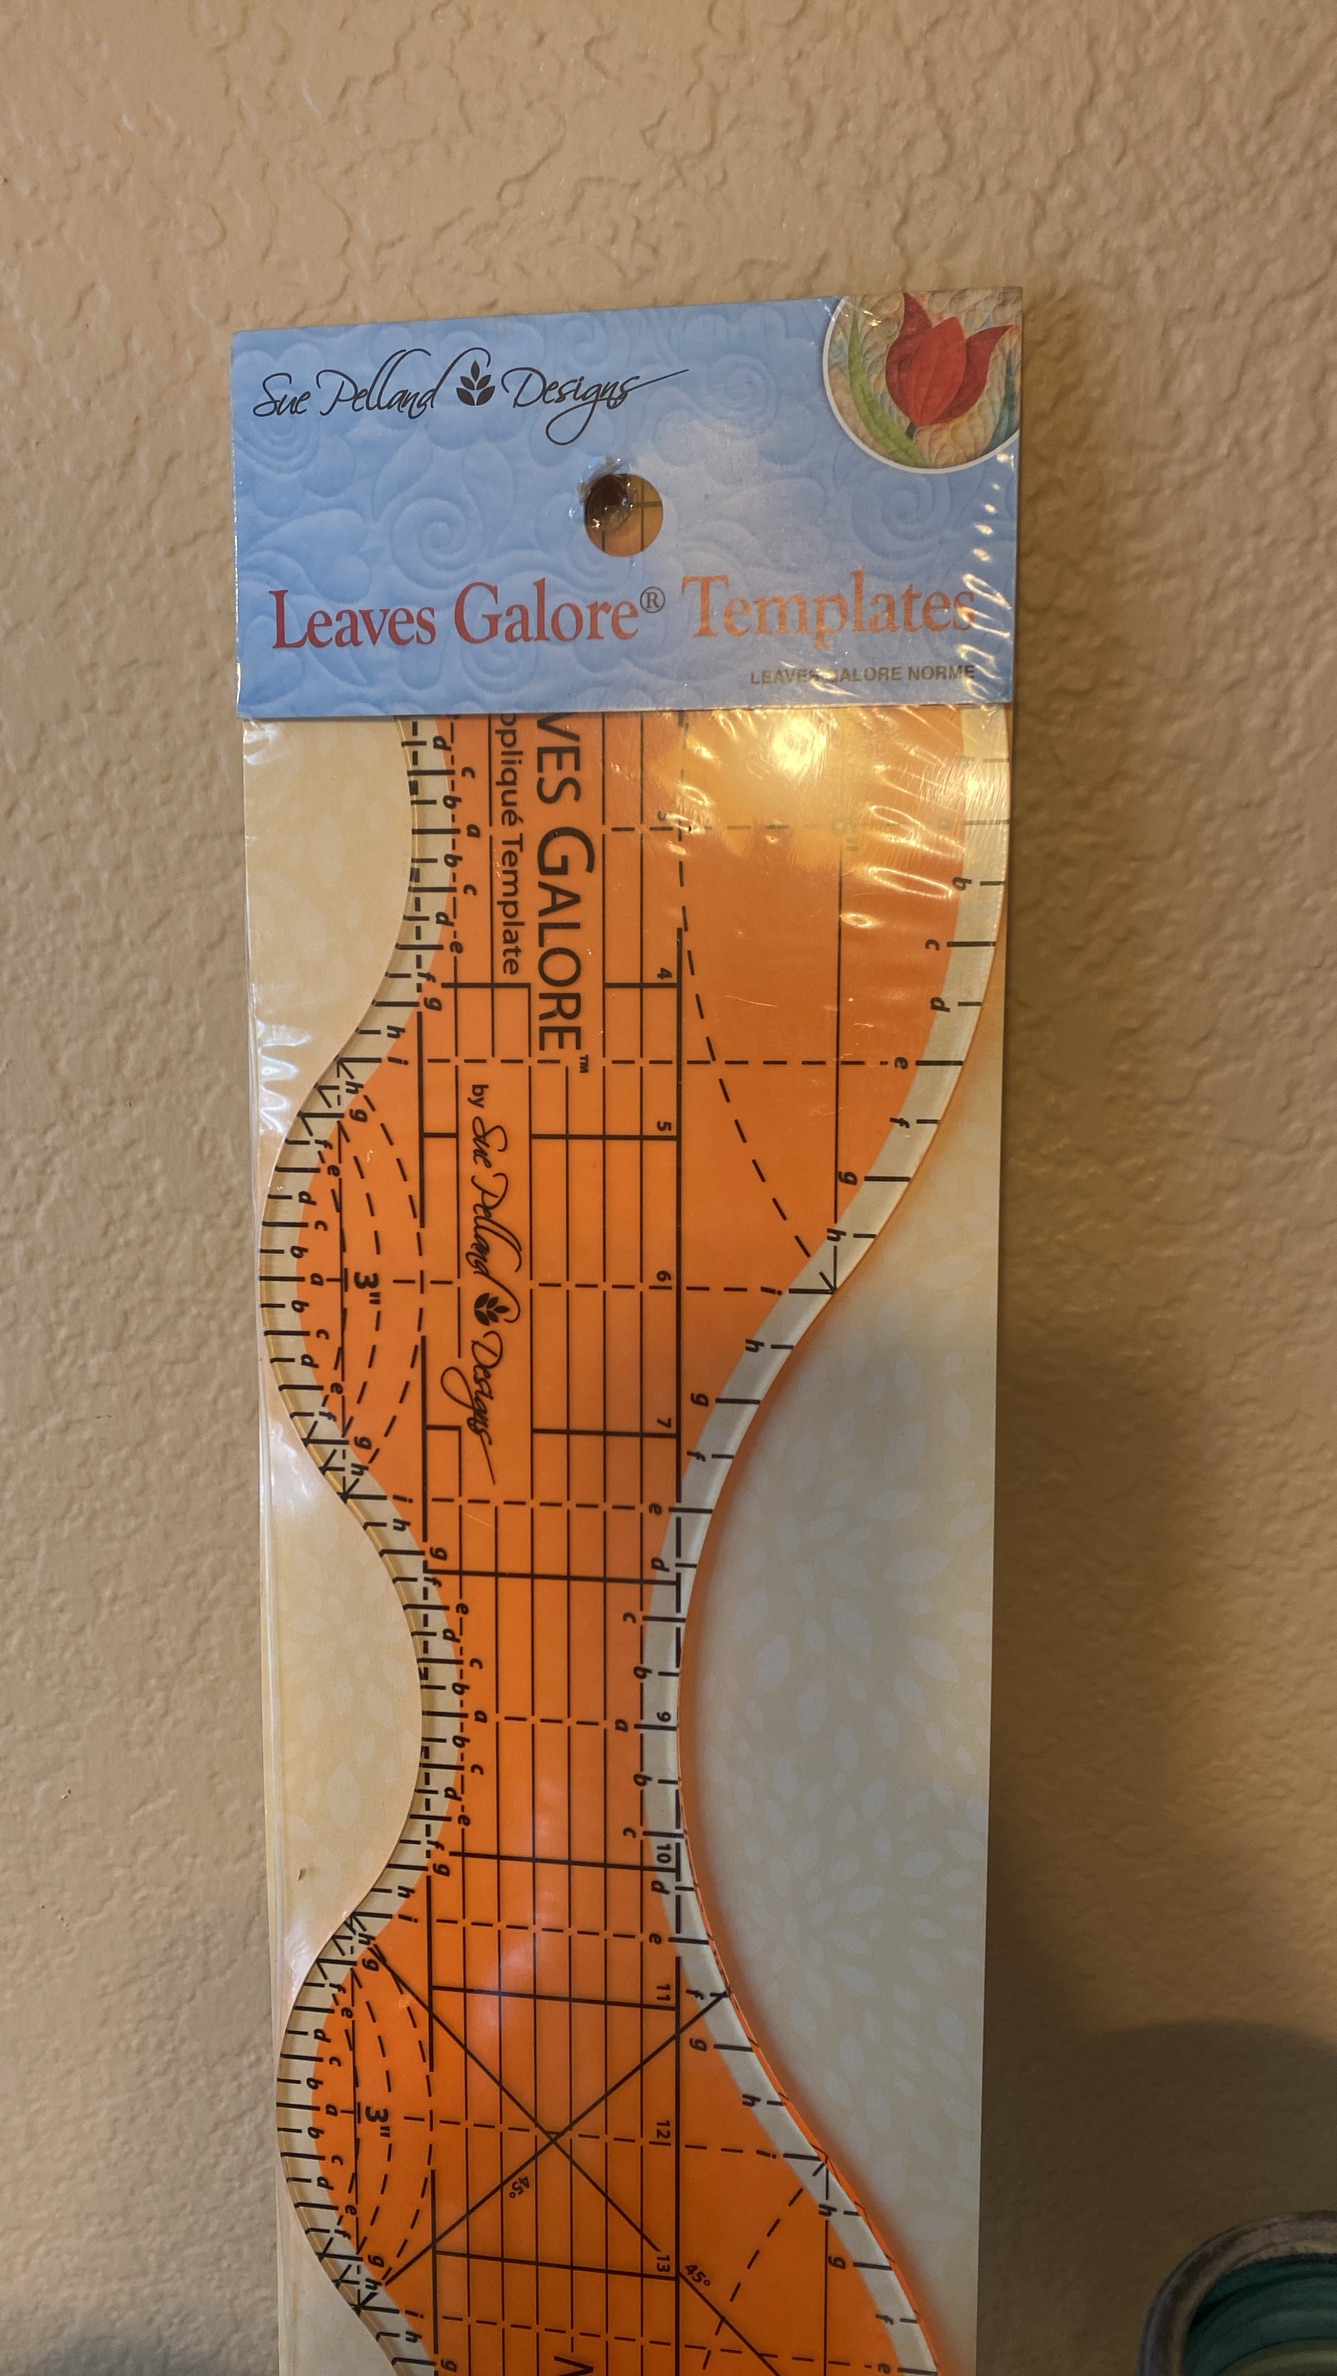 Sue Pelland Designs
Leaves Galore® Templates
LEAVES GALORE NORME
VES GALORE™
ppliqué Template
by Sue Pelland Designs
6"
3"
3"
4
5
6
7
9
10
11
12
13
45°
45°
d
c
b
a
b
c
d
e
f
g
h
i
h
g
f
e
d
c
b
a
b
c
d
e
f
g
h
i
h
g
f
e
d
c
b
a
b
c
d
e
f
g
h
i
h
g
f
e
d
c
b
a
b
c
d
e
f
g
h
i
h
g
b
c
d
e
f
g
h
i
h
g
f
e
d
c
b
a
b
c
d
e
f
g
h
i
h
g
f
e